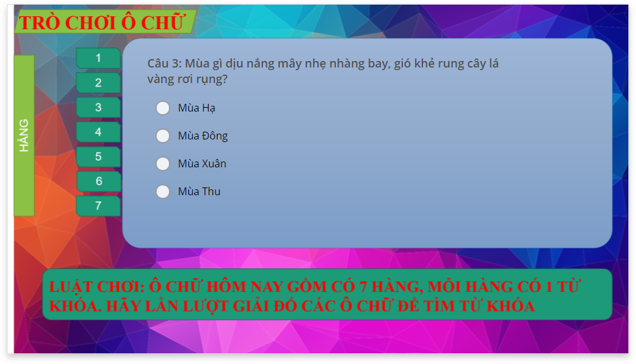 TRÒ CHƠI Ô CHỮ
HÀNG
1
2
3
4
5
6
7
Câu 3: Mùa gì dịu nắng mây nhẹ nhàng bay, gió khẻ rung cây lá
vàng rơi rụng?
Mùa Hạ
Mùa Đông
Mùa Xuân
Mùa Thu
LUẬT CHƠI: Ô CHỮ HÔM NAY GỒM CÓ 7 HÀNG, MỖI HÀNG CÓ 1 TỪ
KHÓA. HÃY LẦN LƯỢT GIẢI ĐỐ CÁC Ô CHỮ ĐỂ TÌM TỪ KHÓA